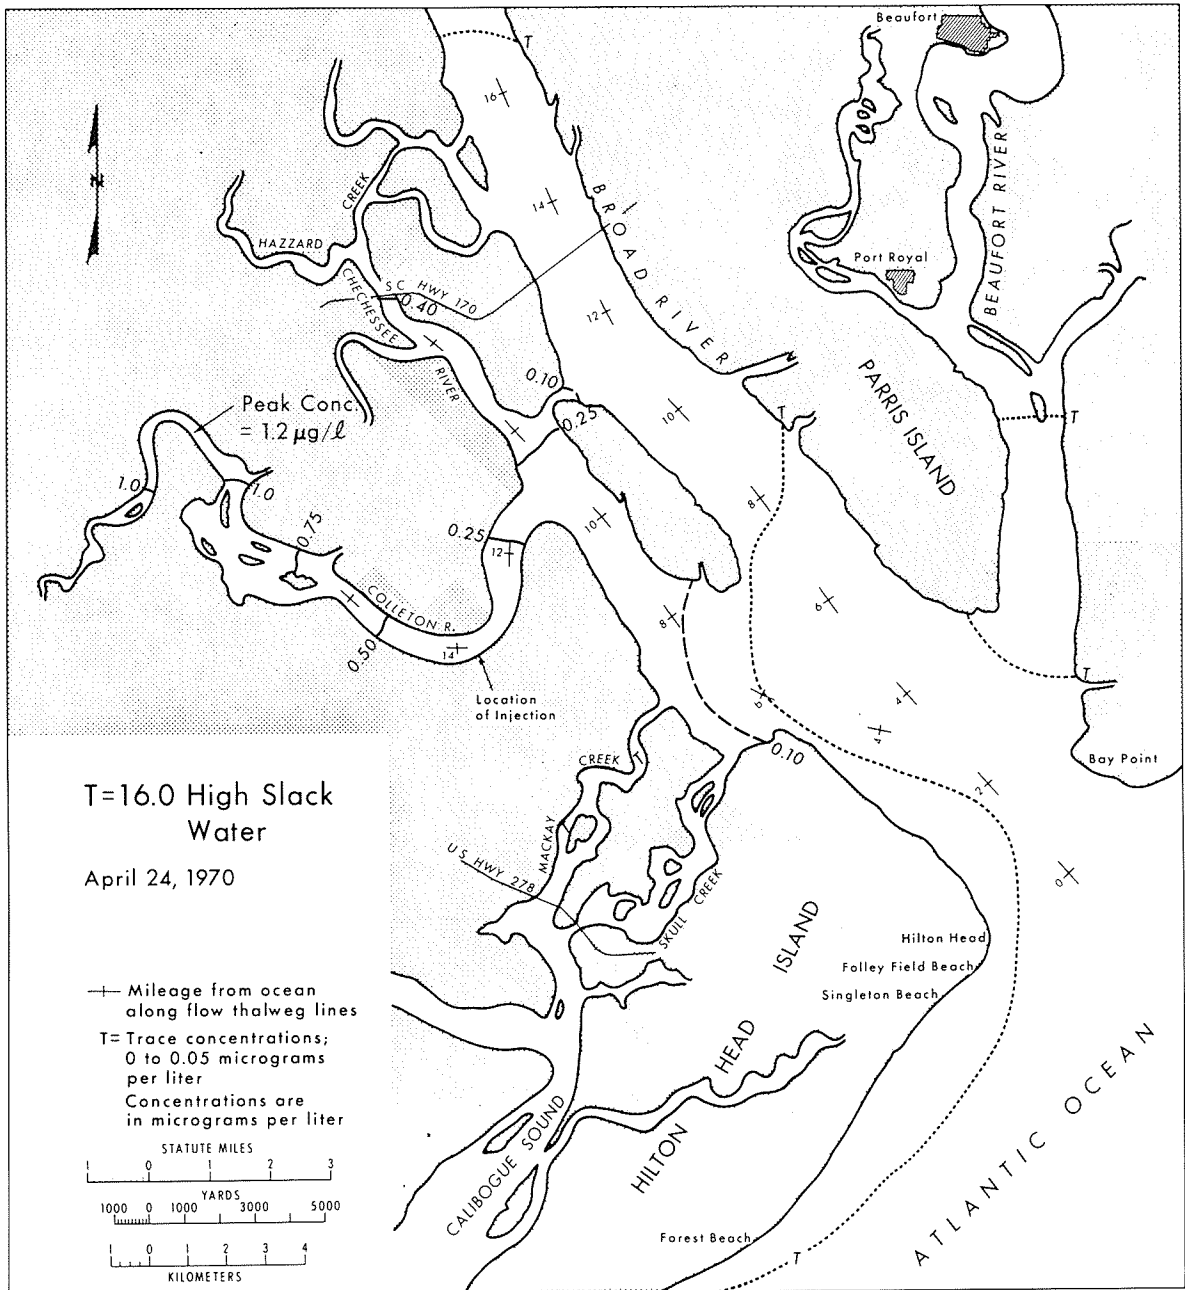 Beaufort
T
16
N
BROAD RIVER
BEAUFORT RIVER
CREEK
14
HAZZARD
Port Royal
CHECHESSEE
RIVER
SC HWY 170
0.40
12
PARRIS ISLAND
0.10
T
0.25
10
T
Peak Conc.
= 1.2 µg/ℓ
1.0
1.0
0.75
8
0.25
12
10
COLLETON R.
6
8
0.50
14
T
Location
of Injection
6
4
4
0.10
Bay Point
CREEK
T
2
MACKAY
U S HWY 278
SKULL CREEK
0
T=16.0 High Slack
Water
April 24, 1970
HILTON HEAD ISLAND
Hilton Head
Folley Field Beach
Singleton Beach
Mileage from ocean
along flow thalweg lines
T= Trace concentrations;
0 to 0.05 micrograms
per liter
Concentrations are
in micrograms per liter
STATUTE MILES
1 0 1 2 3
YARDS
1000 0 1000 3000 5000
1 0 1 2 3 4
KILOMETERS
CALIBOGUE SOUND
Forest Beach
T
ATLANTIC OCEAN